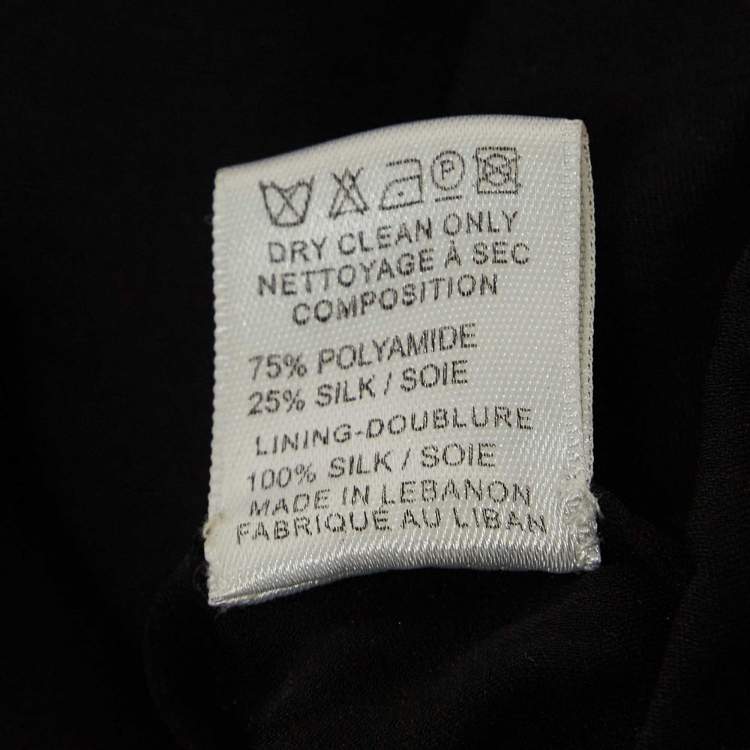 P
DRY CLEAN ONLY
NETTOYAGE À SEC
COMPOSITION
75% POLYAMIDE
25% SILK / SOIE
LINING-DOUBLURE
100% SILK / SOIE
MADE IN LEBANON
FABRIQUE AU LIBAN